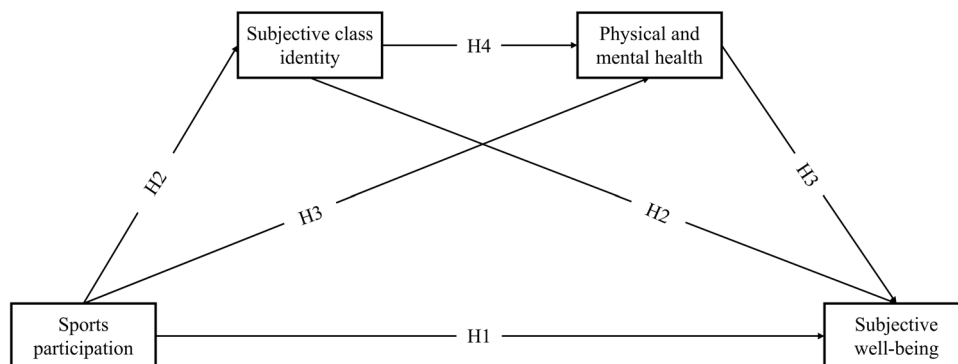 Subjective class
identity
H4
Physical and
mental health
H2
H3
H3
H2
Sports
participation
H1
Subjective
well-being